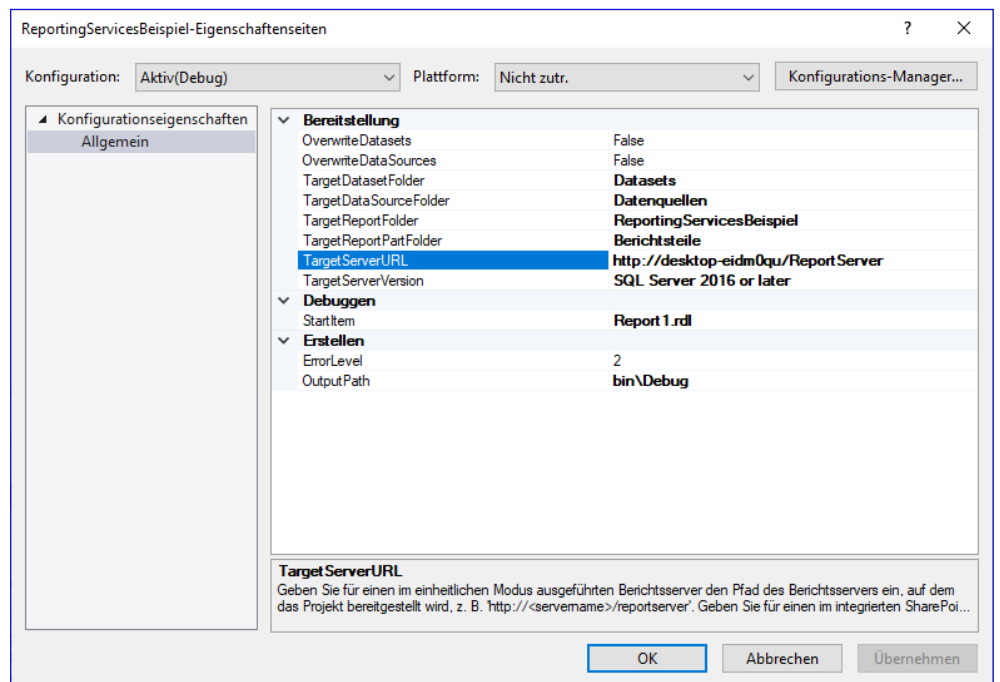 ReportingServicesBeispiel-Eigenschaftenseiten ?
Konfiguration: Aktiv(Debug) Plattform: Nicht zutr. Konfigurations-Manager...
Konfigurationseigenschaften
Allgemein
Bereitstellung
OverwriteDatasets False
OverwriteDataSources False
TargetDatasetFolder Datasets
TargetDataSourceFolder Datenquellen
TargetReportFolder ReportingServicesBeispiel
TargetReportPartFolder Berichtsteile
TargetServerURL http://desktop-eidm0qu/ReportServer
TargetServerVersion SQL Server 2016 or later
Debuggen
StartItem Report1.rdl
Erstellen
ErrorLevel 2
OutputPath bin\Debug
TargetServerURL
Geben Sie für einen im einheitlichen Modus ausgeführten Berichtsserver den Pfad des Berichtsservers ein, auf dem
das Projekt bereitgestellt wird, z. B. 'http://<servername>/reportserver'. Geben Sie für einen im integrierten SharePoi...
OK Abbrechen Übernehmen